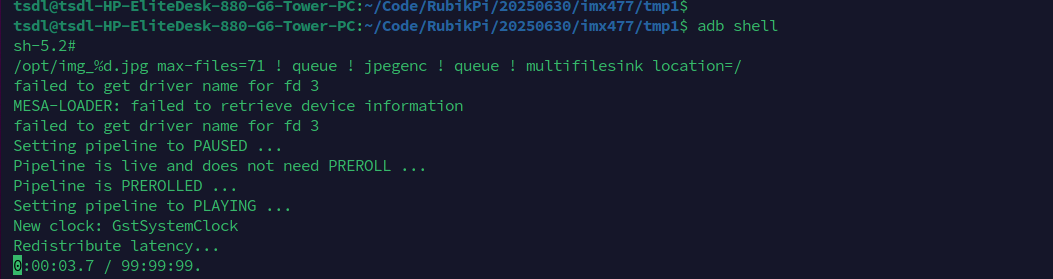 tsdl@tsdl-HP-EliteDesk-880-G6-Tower-PC:~/Code/RubikPi/20250630/imx477/tmp1$
tsdl@tsdl-HP-EliteDesk-880-G6-Tower-PC:~/Code/RubikPi/20250630/imx477/tmp1$ adb shell
sh-5.2#
/opt/img_%d.jpg max-files=71 ! queue ! jpegenc ! queue ! multifilesink location=/
failed to get driver name for fd 3
MESA-LOADER: failed to retrieve device information
failed to get driver name for fd 3
Setting pipeline to PAUSED ...
Pipeline is live and does not need PREROLL ...
Pipeline is PREROLLED ...
Setting pipeline to PLAYING ...
New clock: GstSystemClock
Redistribute latency...
0:00:03.7 / 99:99:99.